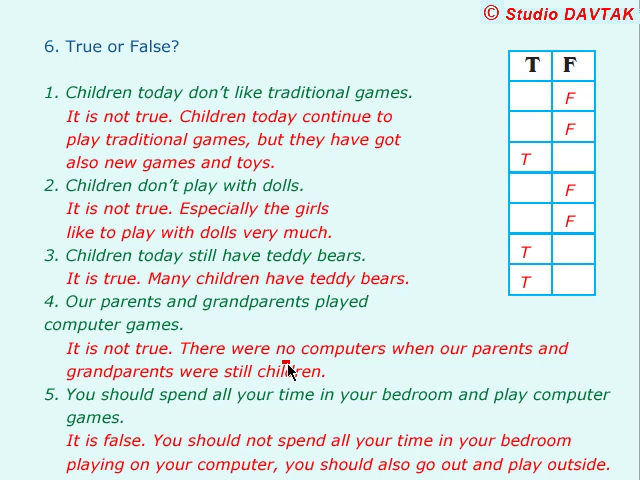 © Studio DAVTAK
6. True or False?
T F
1. Children today don’t like traditional games.
F
It is not true. Children today continue to
play traditional games, but they have got
F
also new games and toys.
T
2. Children don’t play with dolls.
F
It is not true. Especially the girls
like to play with dolls very much.
F
3. Children today still have teddy bears.
T
It is true. Many children have teddy bears.
T
4. Our parents and grandparents played
computer games.
It is not true. There were no computers when our parents and
grandparents were still children.
5. You should spend all your time in your bedroom and play computer
games.
It is false. You should not spend all your time in your bedroom
playing on your computer, you should also go out and play outside.